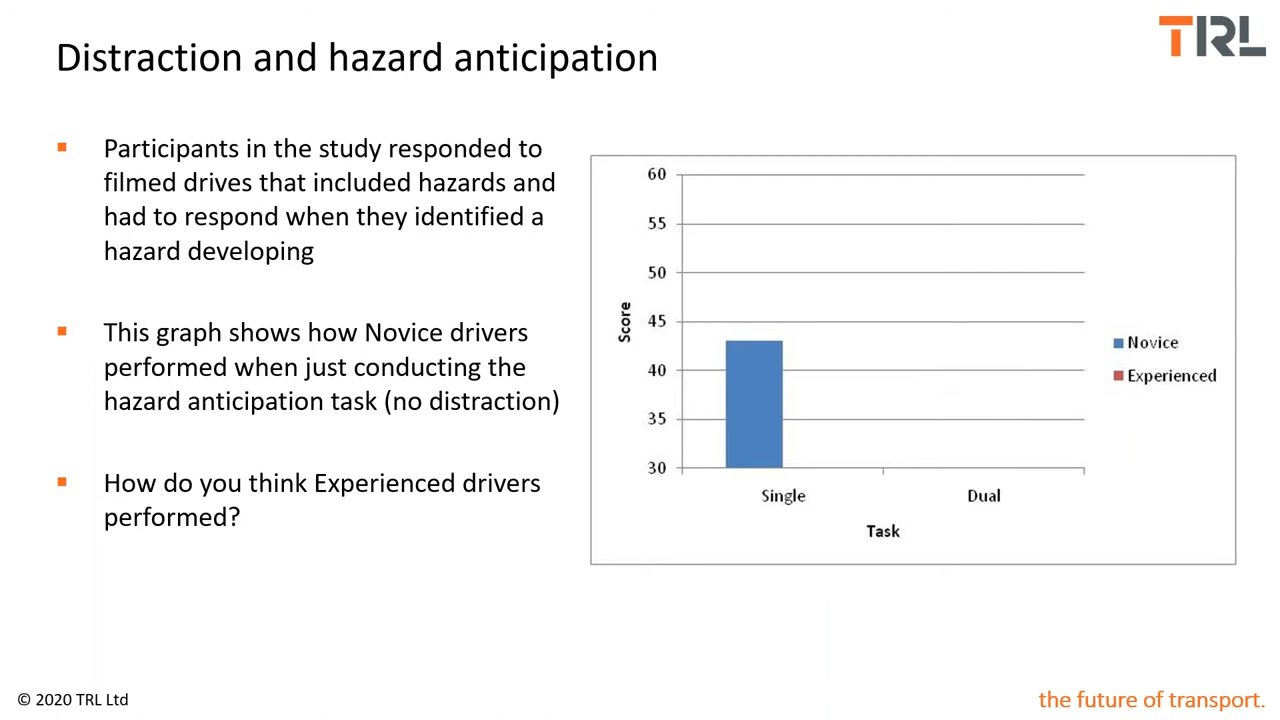 TRL
Distraction and hazard anticipation
▪ Participants in the study responded to
filmed drives that included hazards and
had to respond when they identified a
hazard developing
▪ This graph shows how Novice drivers
performed when just conducting the
hazard anticipation task (no distraction)
▪ How do you think Experienced drivers
performed?
60
55
50
45
40
35
30
Score
Single Dual
Task
Novice
Experienced
© 2020 TRL Ltd
the future of transport.